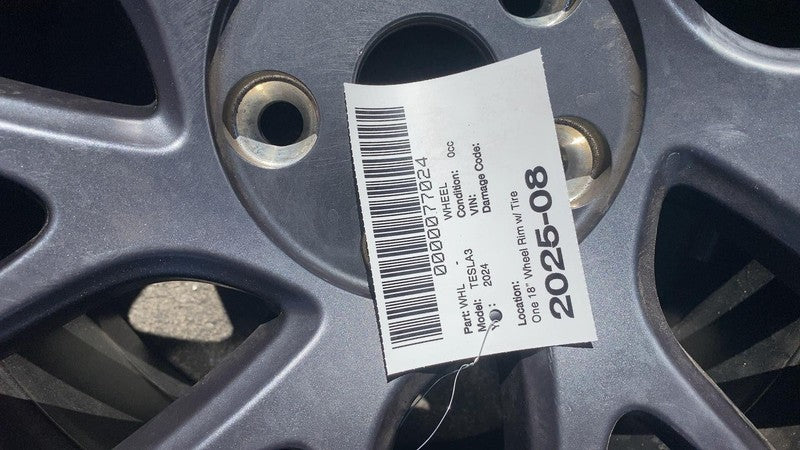 0000077024
Part: WHL - WHEEL
Model: TESLA3 Condition: 0cc
2024 VIN:
Damage Code:
Location:
One 18" Wheel Rim w/ Tire
2025-08